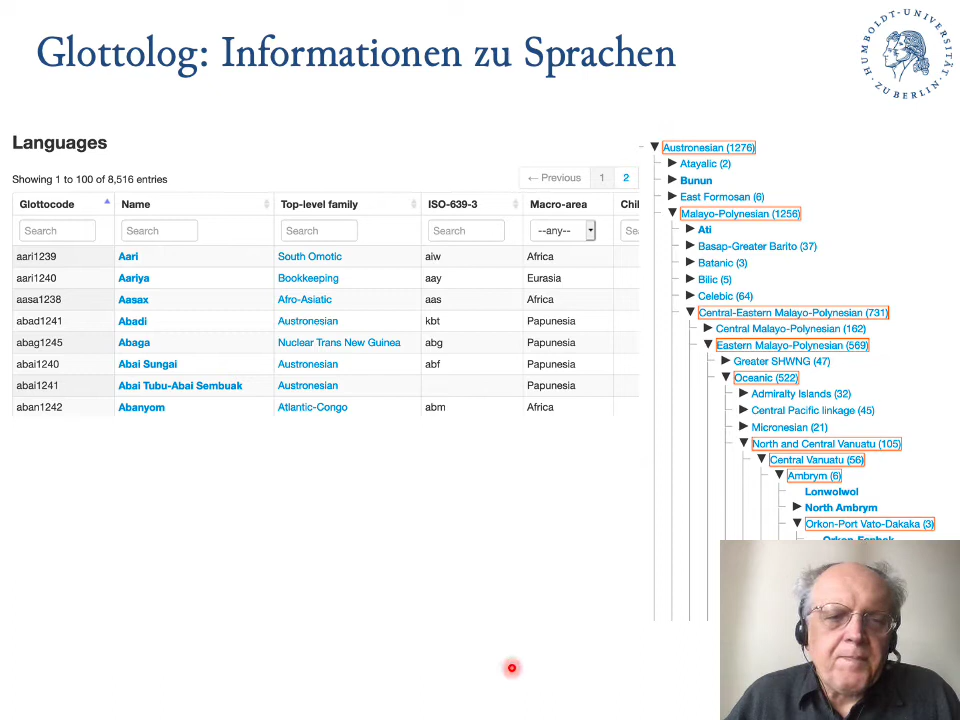 Glottolog: Informationen zu Sprachen
HUMBOLDT-UNIVERSITÄT ZU BERLIN
Languages
Showing 1 to 100 of 8,516 entries
← Previous 1 2
Glottocode Name Top-level family ISO-639-3 Macro-area Chil
Search Search Search Search --any-- Sea
aari1239 Aari South Omotic aiw Africa
aari1240 Aariya Bookkeeping aay Eurasia
aasa1238 Aasax Afro-Asiatic aas Africa
abad1241 Abadi Austronesian kbt Papunesia
abag1245 Abaga Nuclear Trans New Guinea abg Papunesia
abai1240 Abai Sungai Austronesian abf Papunesia
abai1241 Abai Tubu-Abai Sembuak Austronesian Papunesia
aban1242 Abanyom Atlantic-Congo abm Africa
Austronesian (1276)
Atayalic (2)
Bunun
East Formosan (6)
Malayo-Polynesian (1256)
Ati
Basap-Greater Barito (37)
Batanic (3)
Bilic (5)
Celebic (64)
Central-Eastern Malayo-Polynesian (731)
Central Malayo-Polynesian (162)
Eastern Malayo-Polynesian (569)
Greater SHWNG (47)
Oceanic (522)
Admiralty Islands (32)
Central Pacific linkage (45)
Micronesian (21)
North and Central Vanuatu (105)
Central Vanuatu (56)
Ambrym (6)
Lonwolwol
North Ambrym
Orkon-Port Vato-Dakaka (3)